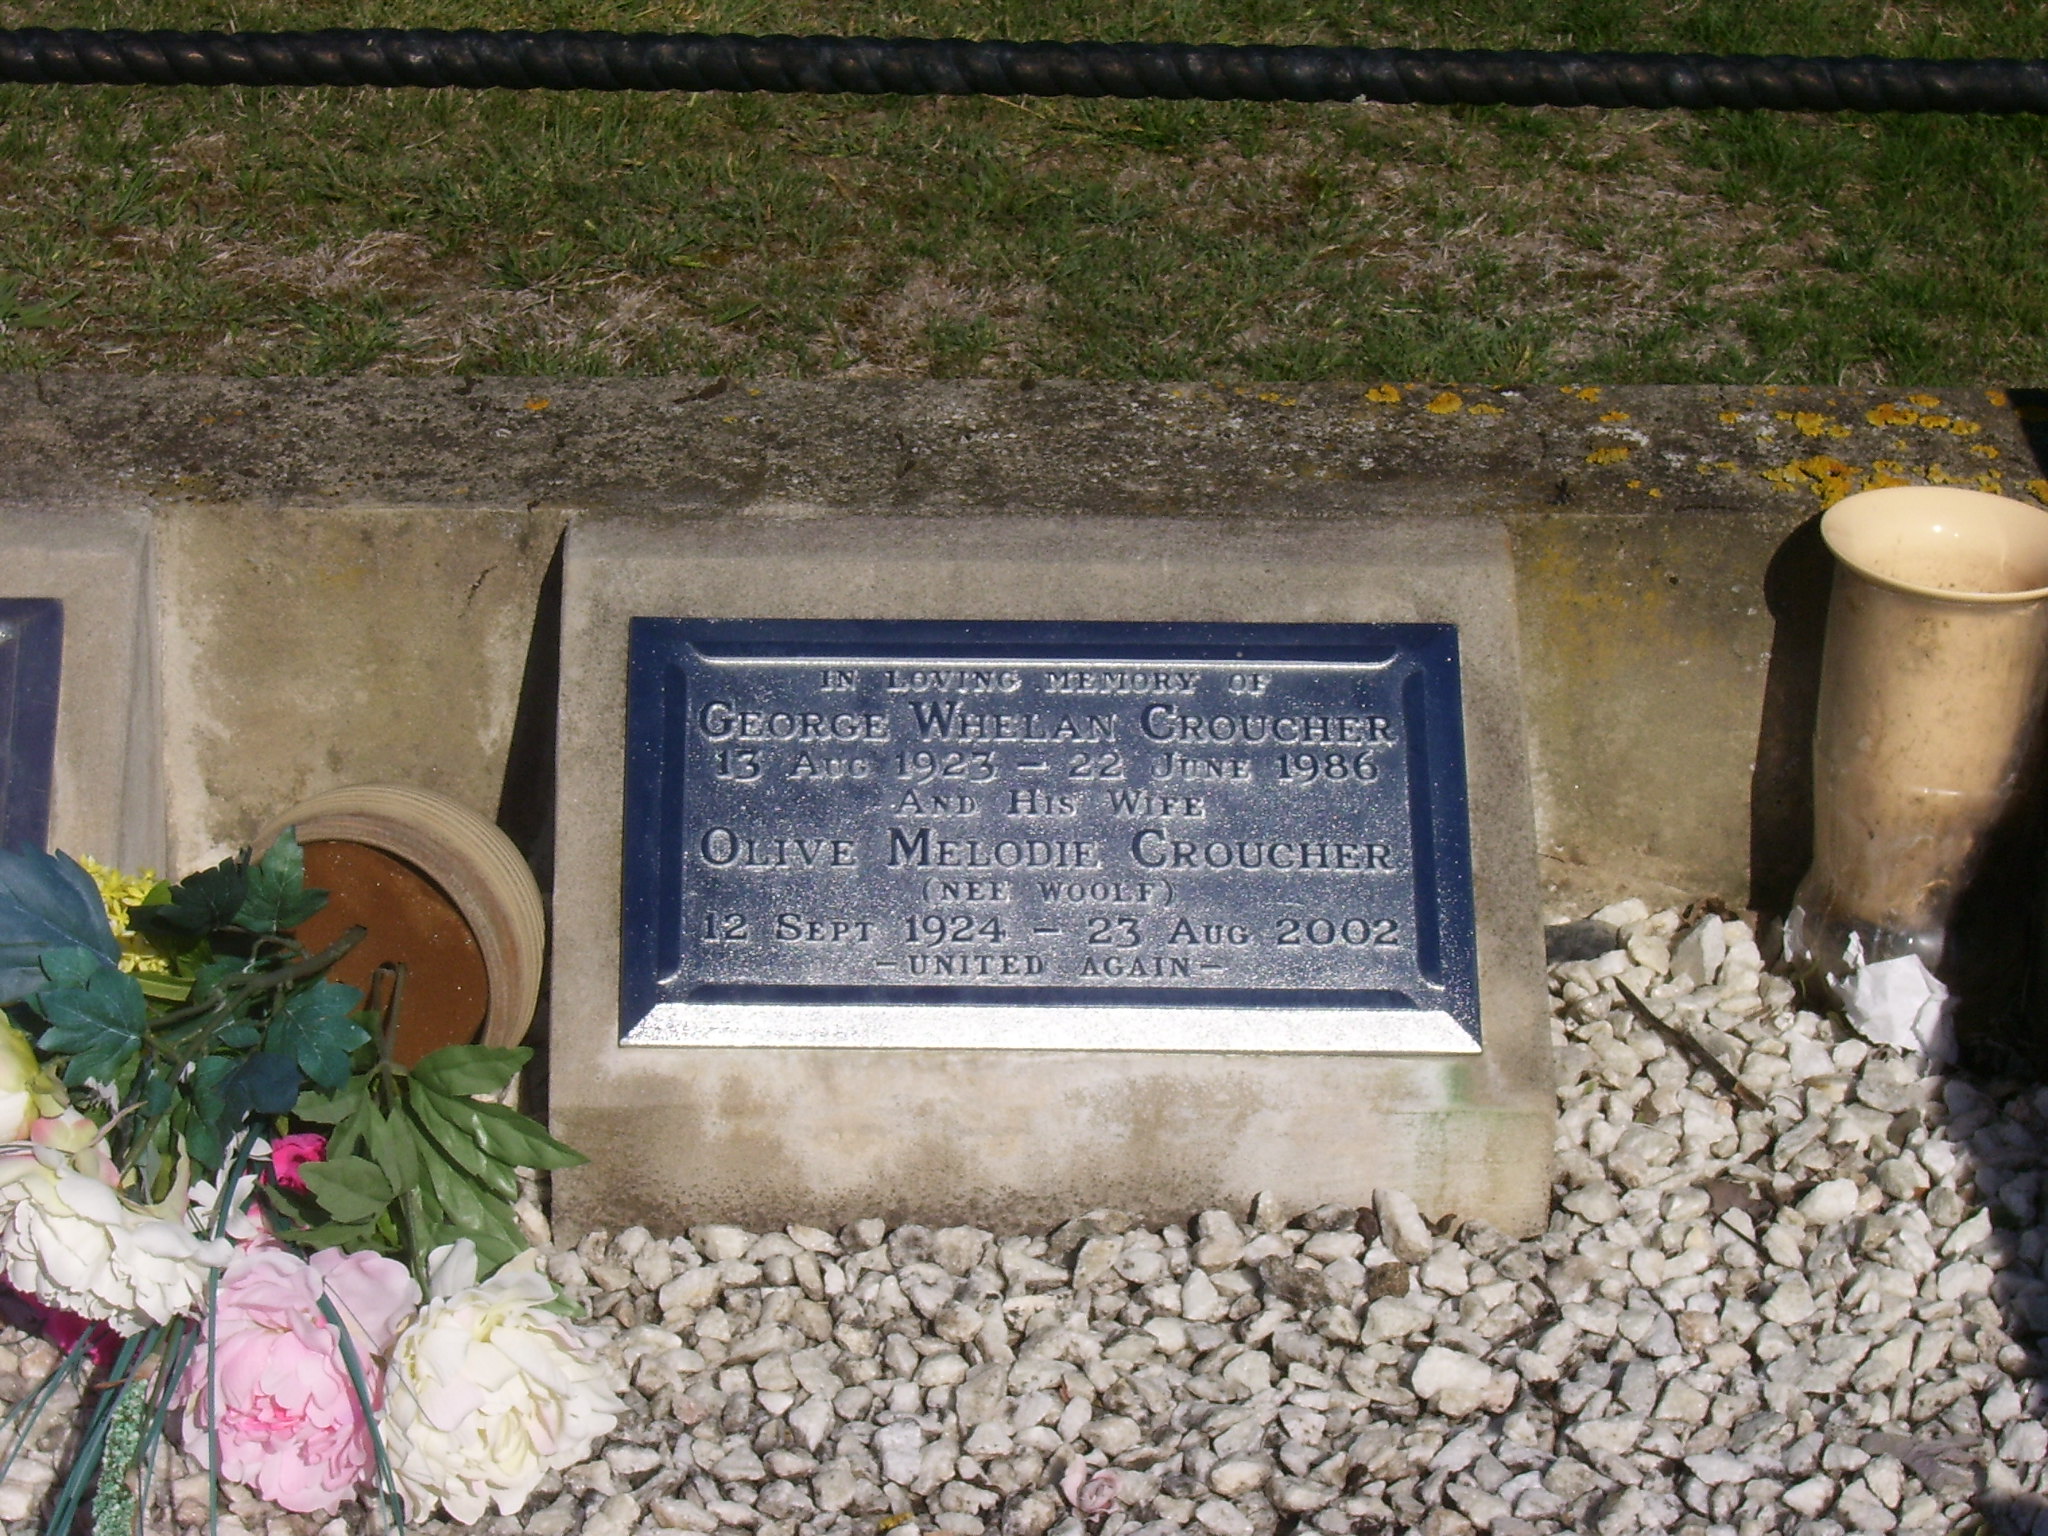 In Loving Memory Of
George Whelan Croucher
13 Aug 1923 – 22 June 1986
And His Wife
Olive Melodie Croucher
(nee Woolf)
12 Sept 1924 – 23 Aug 2002
– United Again –